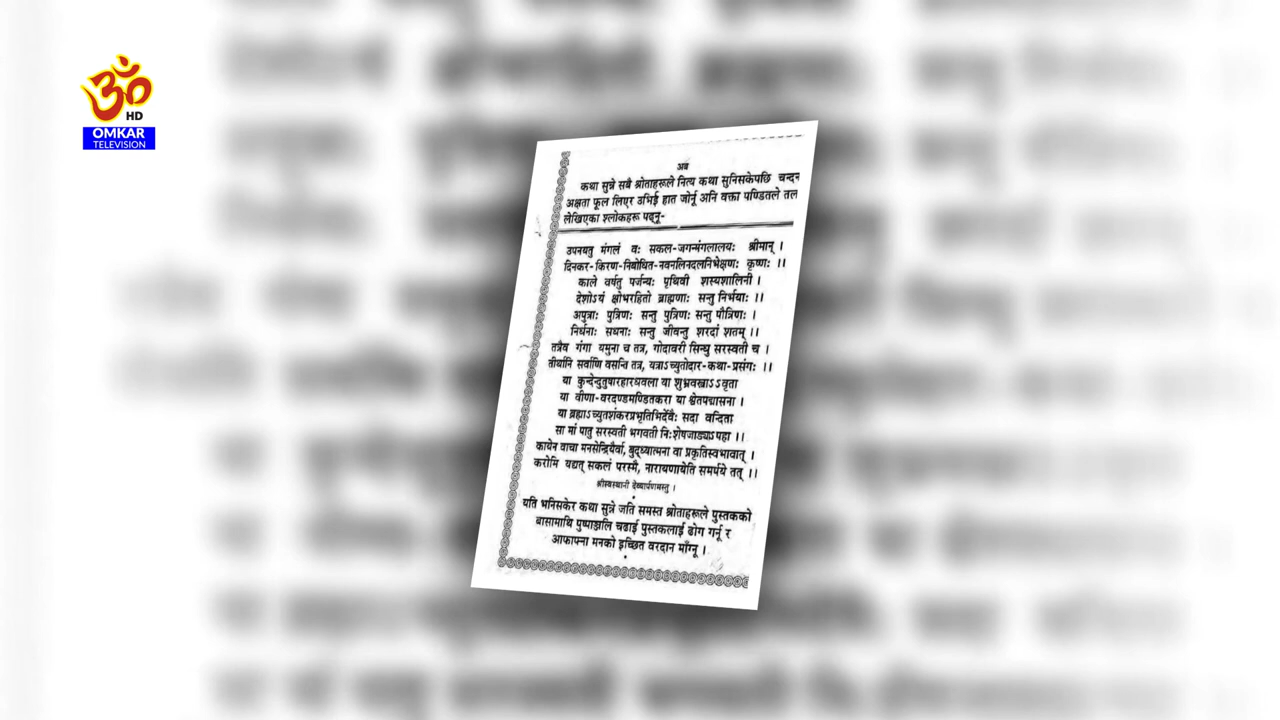 ॐ
HD
OMKAR
TELEVISION
अब
कथा सुन्ने सबै श्रोताहरूले नित्य कथा सुनिसकेपछि चन्दन
अक्षता फूल लिएर उभिई हात जोर्नू अनि वक्ता पण्डितले तल
लेखिएका श्लोकहरू पढ्नू-
उपनयतु मंगलं वः सकल-जगन्मंगलालयः श्रीमान् ।
दिनकर-किरण-निबोधित-नवनलिनदलनिभेक्षणः कृष्णः ।।
काले वर्षतु पर्जन्यः पृथिवी शस्यशालिनी ।
देशोऽयं क्षोभरहितो ब्राह्मणाः सन्तु निर्भयाः ।।
अपुत्राः पुत्रिणः सन्तु पुत्रिणः सन्तु पौत्रिणः ।
निर्धनाः सधनाः सन्तु जीवन्तु शरदां शतम् ।।
तत्रैव गंगा यमुना च तत्र, गोदावरी सिन्धु सरस्वती च ।
तीर्यानि सर्वाणि वसन्ति तत्र, यत्राऽच्युतोदार-कथा-प्रसंगः ।।
या कुन्देन्दुतुषारहारधवला या शुभ्रवस्त्राऽऽवृता
या वीणा-वरदण्डमण्डितकरा या श्वेतपद्मासना ।
या ब्रह्माऽच्युतशंकरप्रभृतिभिर्देवैः सदा वन्दिता
सा मां पातु सरस्वती भगवती निःशेषजाड्याऽपहा ।।
कायेन वाचा मनसेन्द्रियैर्वा, बुद्ध्यात्मना वा प्रकृतिस्वभावात् ।
करोमि यद्यत् सकलं परस्मै, नारायणायेति समर्पये तत् ।।
श्रीस्वस्थानी देव्यार्पणमस्तु ।
यति भनिसकेर कथा सुन्ने जति समस्त श्रोताहरूले पुस्तकको
बासामाथि पुष्पाञ्जलि चढाई पुस्तकलाई ढोग गर्नू र
आफाफ्ना मनको इच्छित वरदान माँग्नू ।